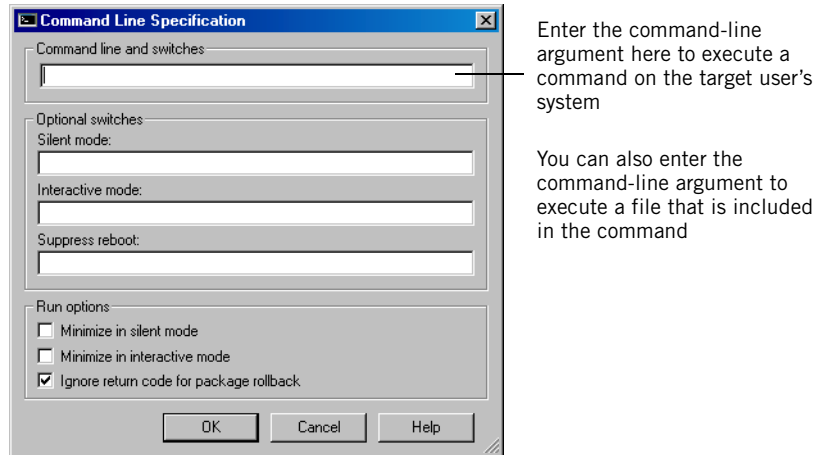 Command Line Specification
Command line and switches
Optional switches
Silent mode:
Interactive mode:
Suppress reboot:
Run options
Minimize in silent mode
Minimize in interactive mode
Ignore return code for package rollback
OK
Cancel
Help
Enter the command-line
argument here to execute a
command on the target user's
system
You can also enter the
command-line argument to
execute a file that is included
in the command